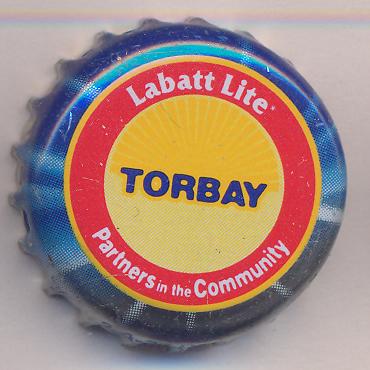 Labatt Lite*
TORBAY
Partners in the Community